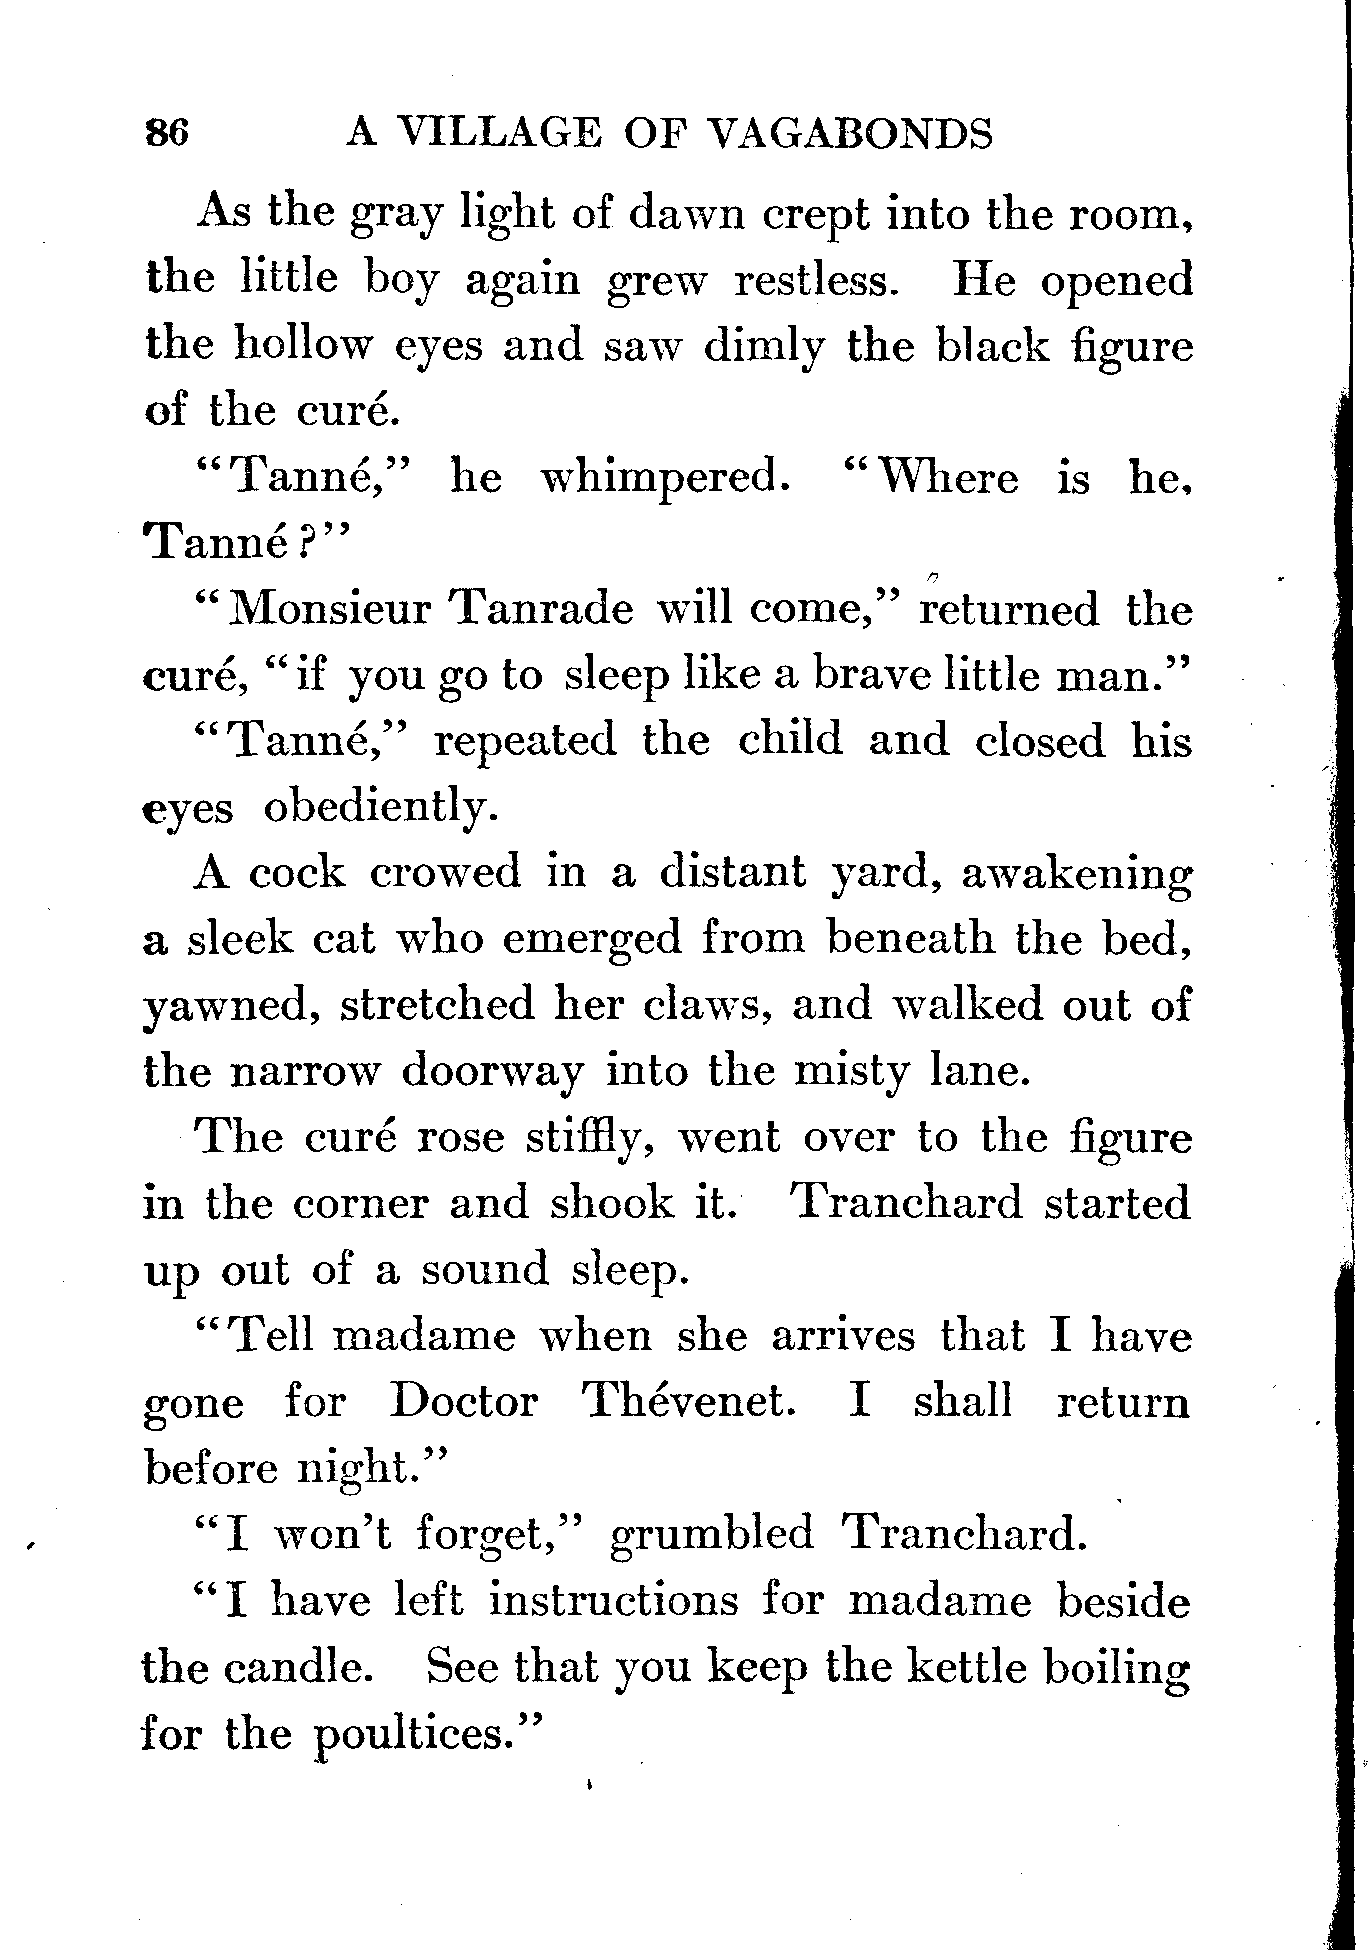 86 A VILLAGE OF VAGABONDS
As the gray light of dawn crept into the room,
the little boy again grew restless. He opened
the hollow eyes and saw dimly the black figure
of the curé.
"Tanné," he whimpered. "Where is he,
Tanné?"
"Monsieur Tanrade will come," returned the
curé, "if you go to sleep like a brave little man."
"Tanné," repeated the child and closed his
eyes obediently.
A cock crowed in a distant yard, awakening
a sleek cat who emerged from beneath the bed,
yawned, stretched her claws, and walked out of
the narrow doorway into the misty lane.
The curé rose stiffly, went over to the figure
in the corner and shook it. Tranchard started
up out of a sound sleep.
"Tell madame when she arrives that I have
gone for Doctor Thévenet. I shall return
before night."
"I won't forget," grumbled Tranchard.
"I have left instructions for madame beside
the candle. See that you keep the kettle boiling
for the poultices."